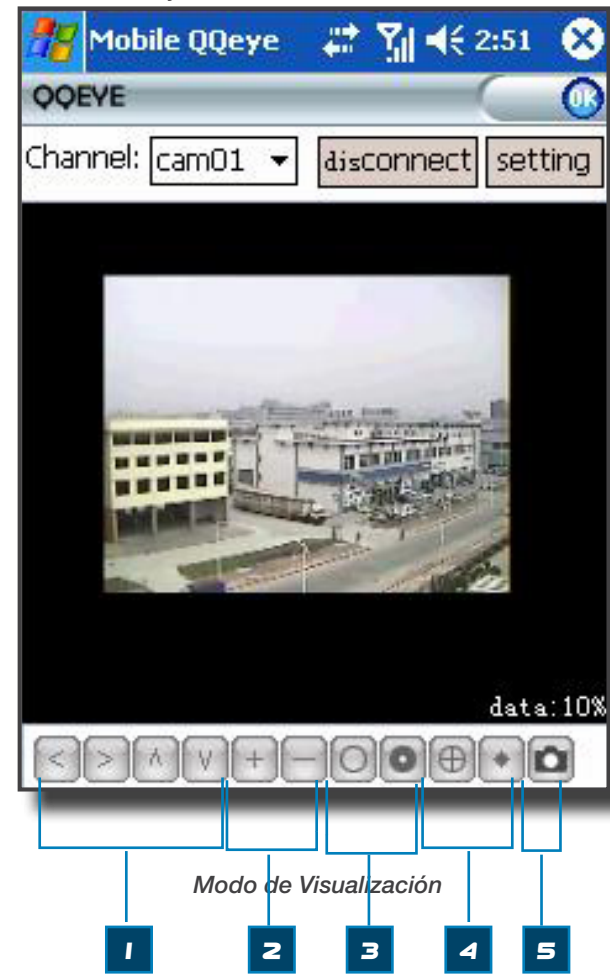 Mobile QQeye 2:51
QQEYE OK
Channel: cam01 disconnect setting
data:10%
< > ∧ ∨ + −
Modo de Visualización
1 2 3 4 5